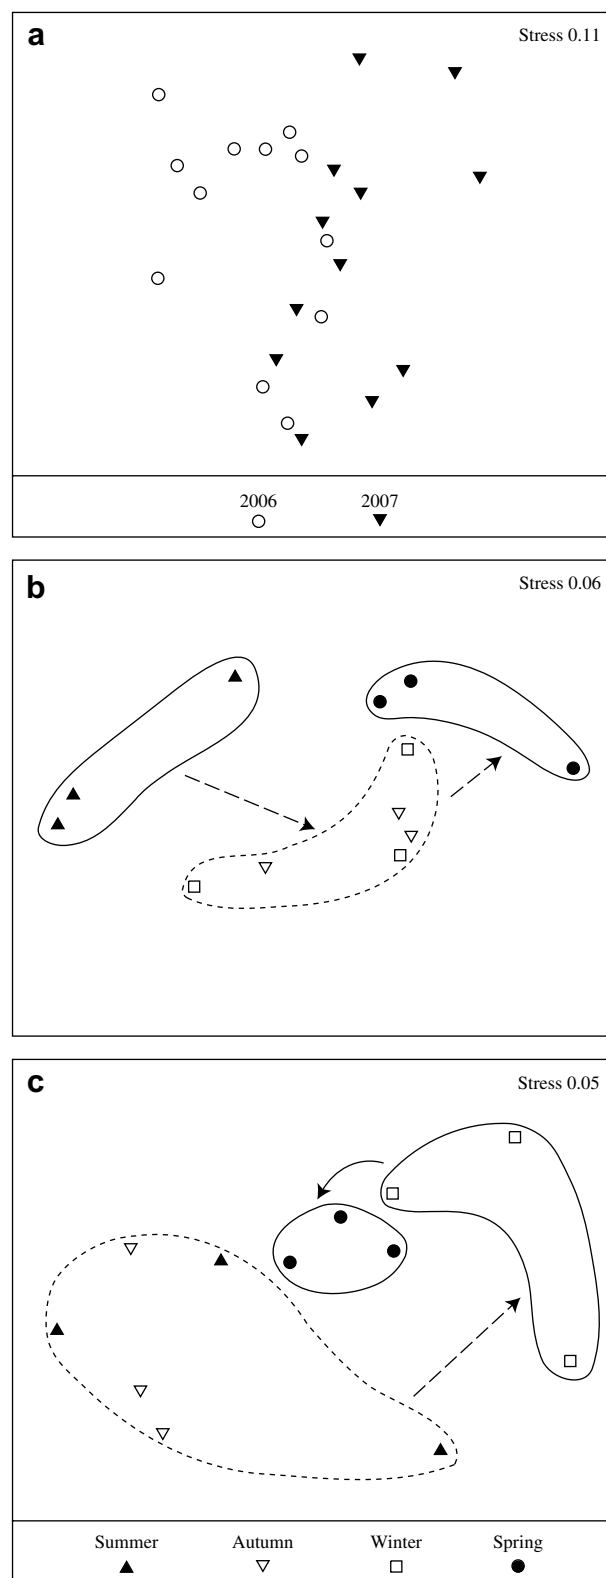 a
Stress 0.11
2006 2007
b
Stress 0.06
c
Stress 0.05
Summer Autumn Winter Spring